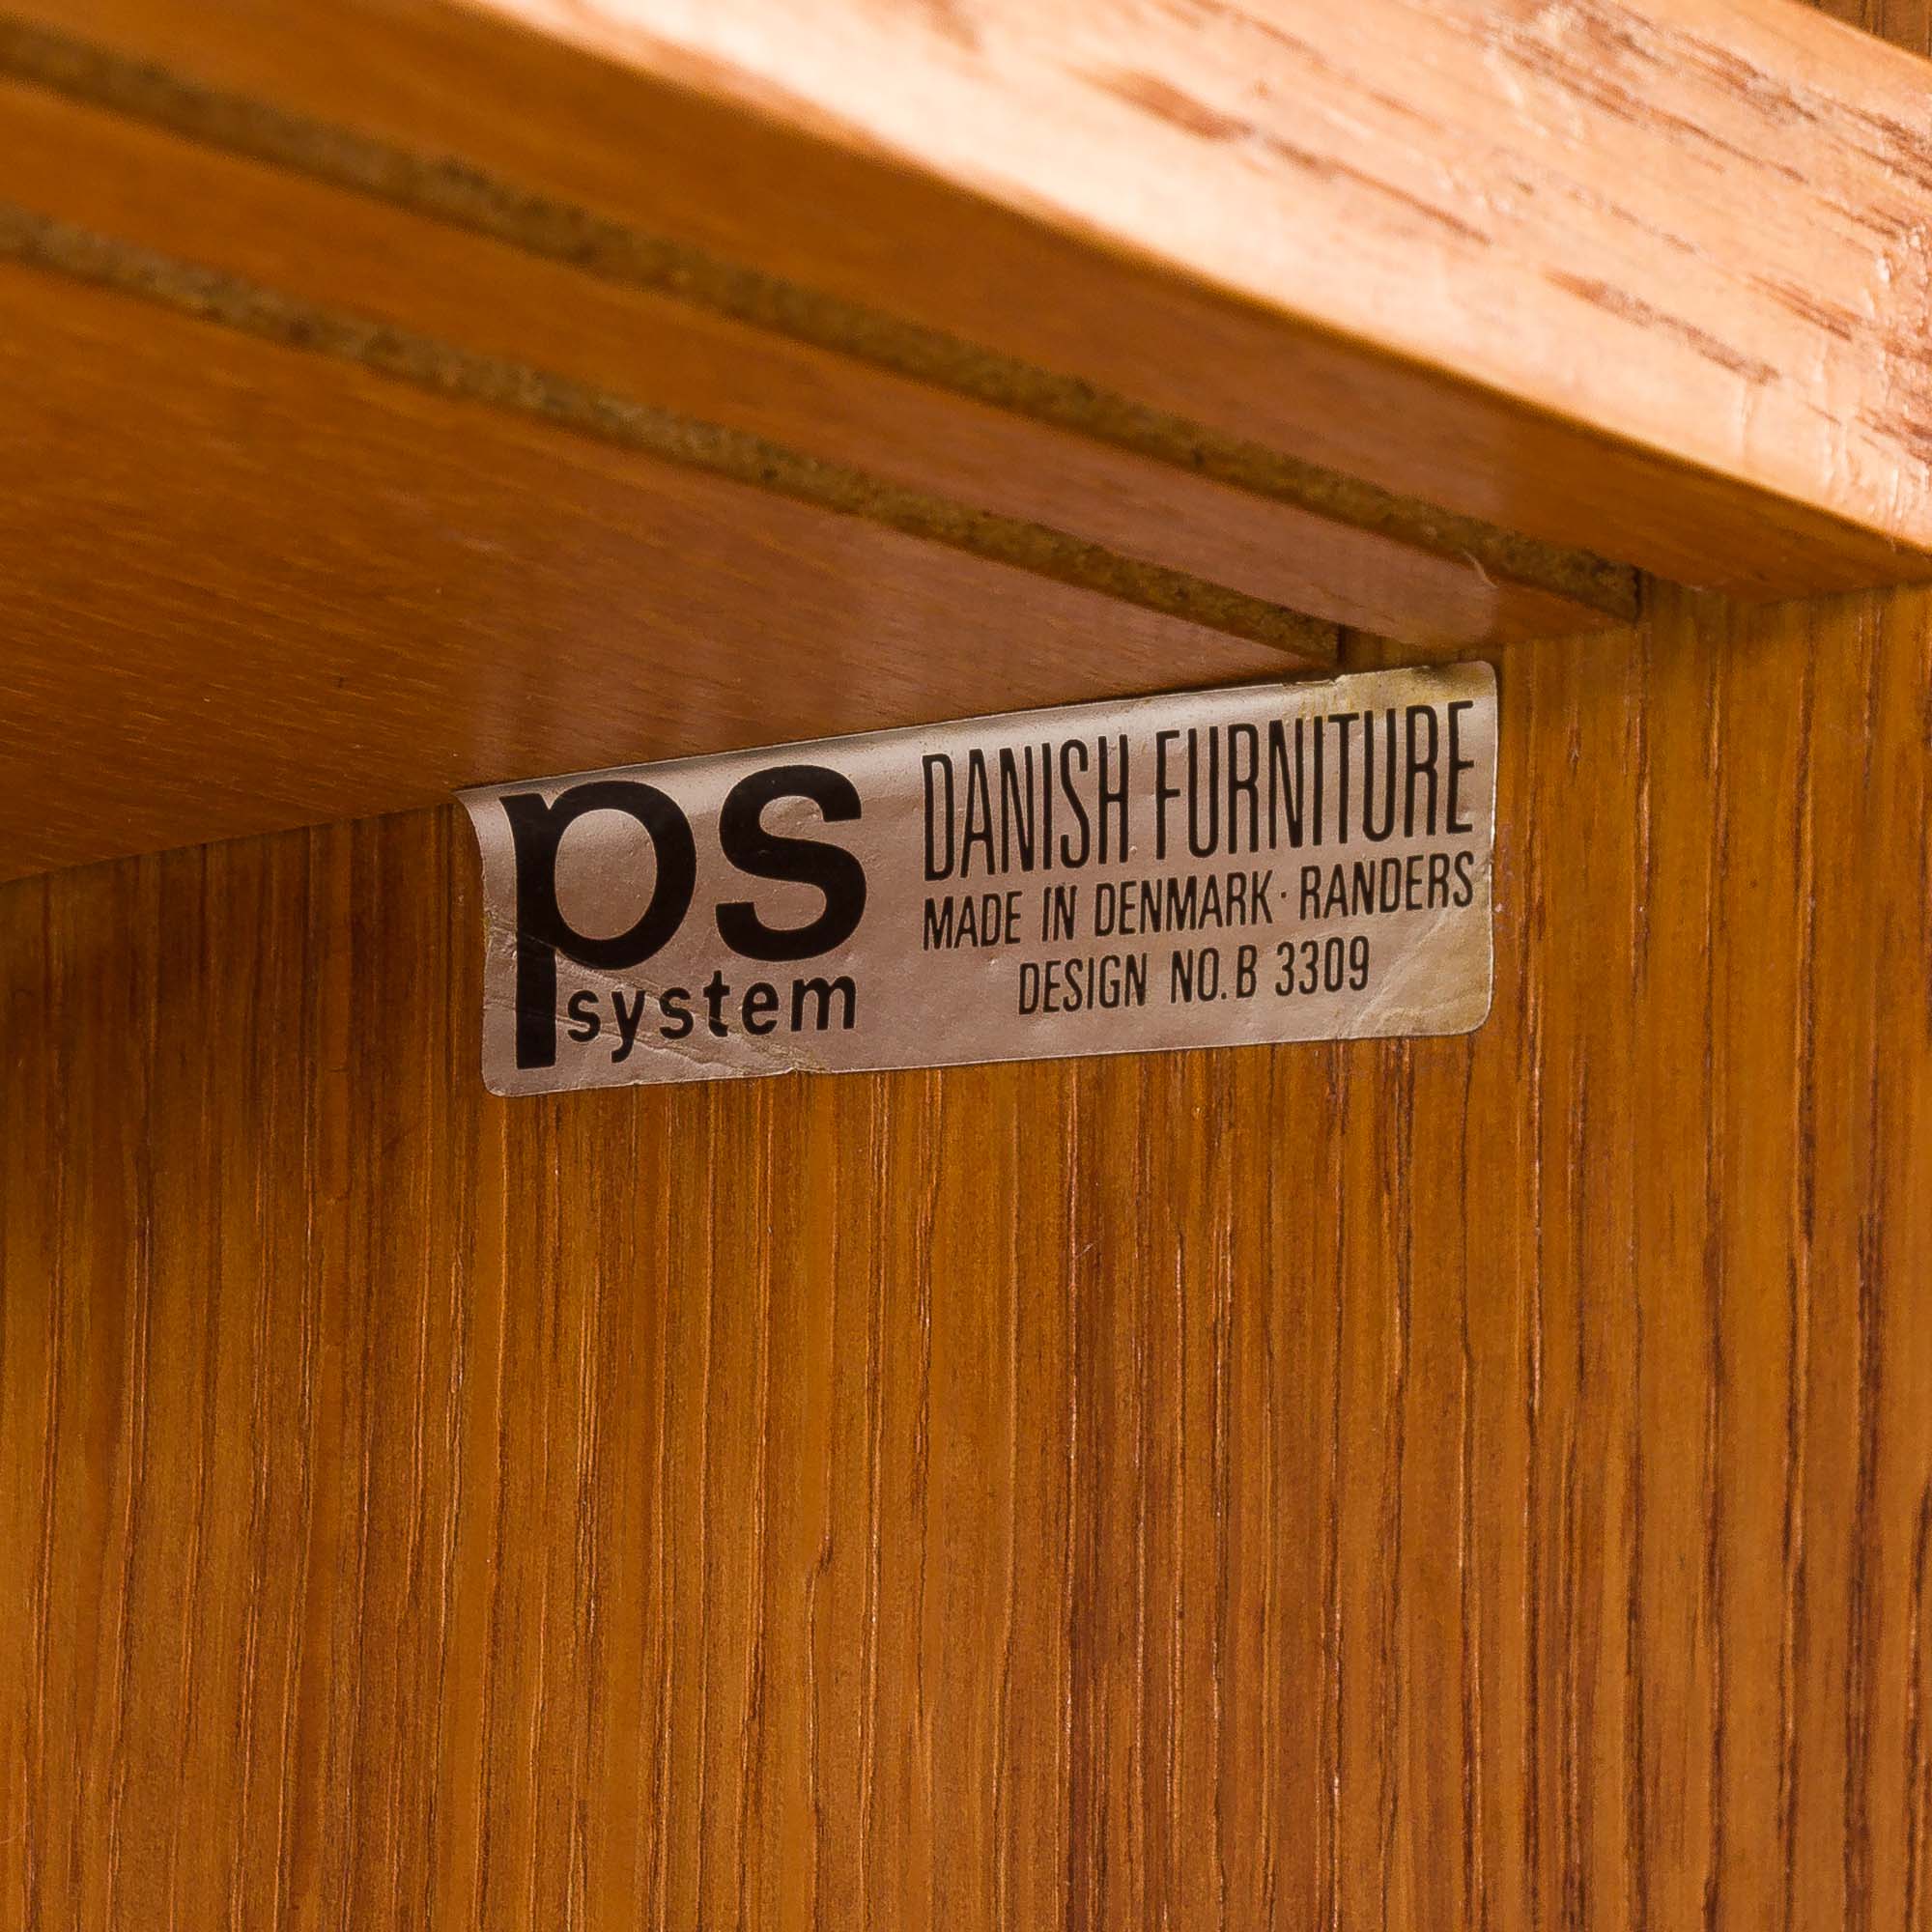 ps
system
DANISH FURNITURE
MADE IN DENMARK · RANDERS
DESIGN NO. B 3309